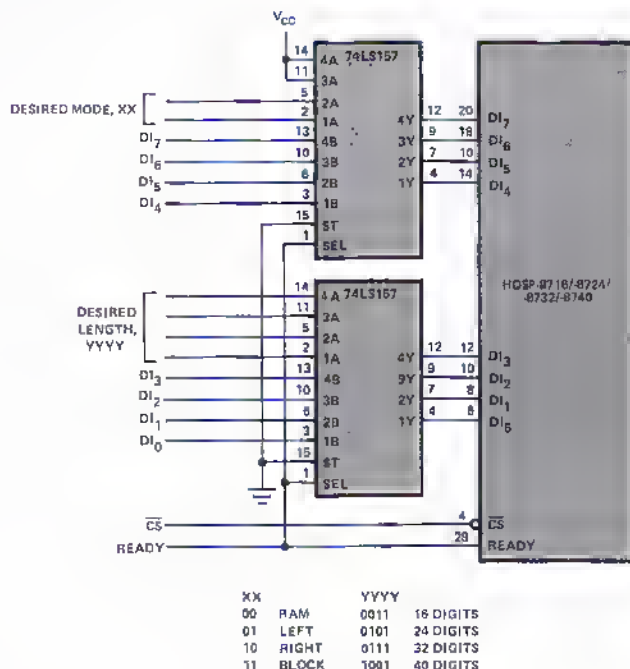 VCC
14 4A 74LS157
11 3A
5 2A
DESIRED MODE, XX
2 1A 4Y 12 20 DI7
DI7 13 4B 3Y 9 18 DI6
DI6 10 3B 2Y 7 10 DI5
DI5 6 2B 1Y 4 14 DI4
DI4 3 1B
15 ST
1 SEL
HDSP-8716/-8724/
-8732/-8740
14 4A 74LS157
11 3A
DESIRED
LENGTH,
YYYY
5 2A
2 1A 4Y 12 12 DI3
DI3 13 4B 3Y 9 10 DI2
DI2 10 3B 2Y 7 8 DI1
DI1 6 2B 1Y 4 6
DI0 3 1B
15 ST
1 SEL
CS 4 CS
READY 28 READY
XX YYYY
00 RAM 0011 16 DIGITS
01 LEFT 0101 24 DIGITS
10 RIGHT 0111 32 DIGITS
11 BLOCK 1001 40 DIGITS